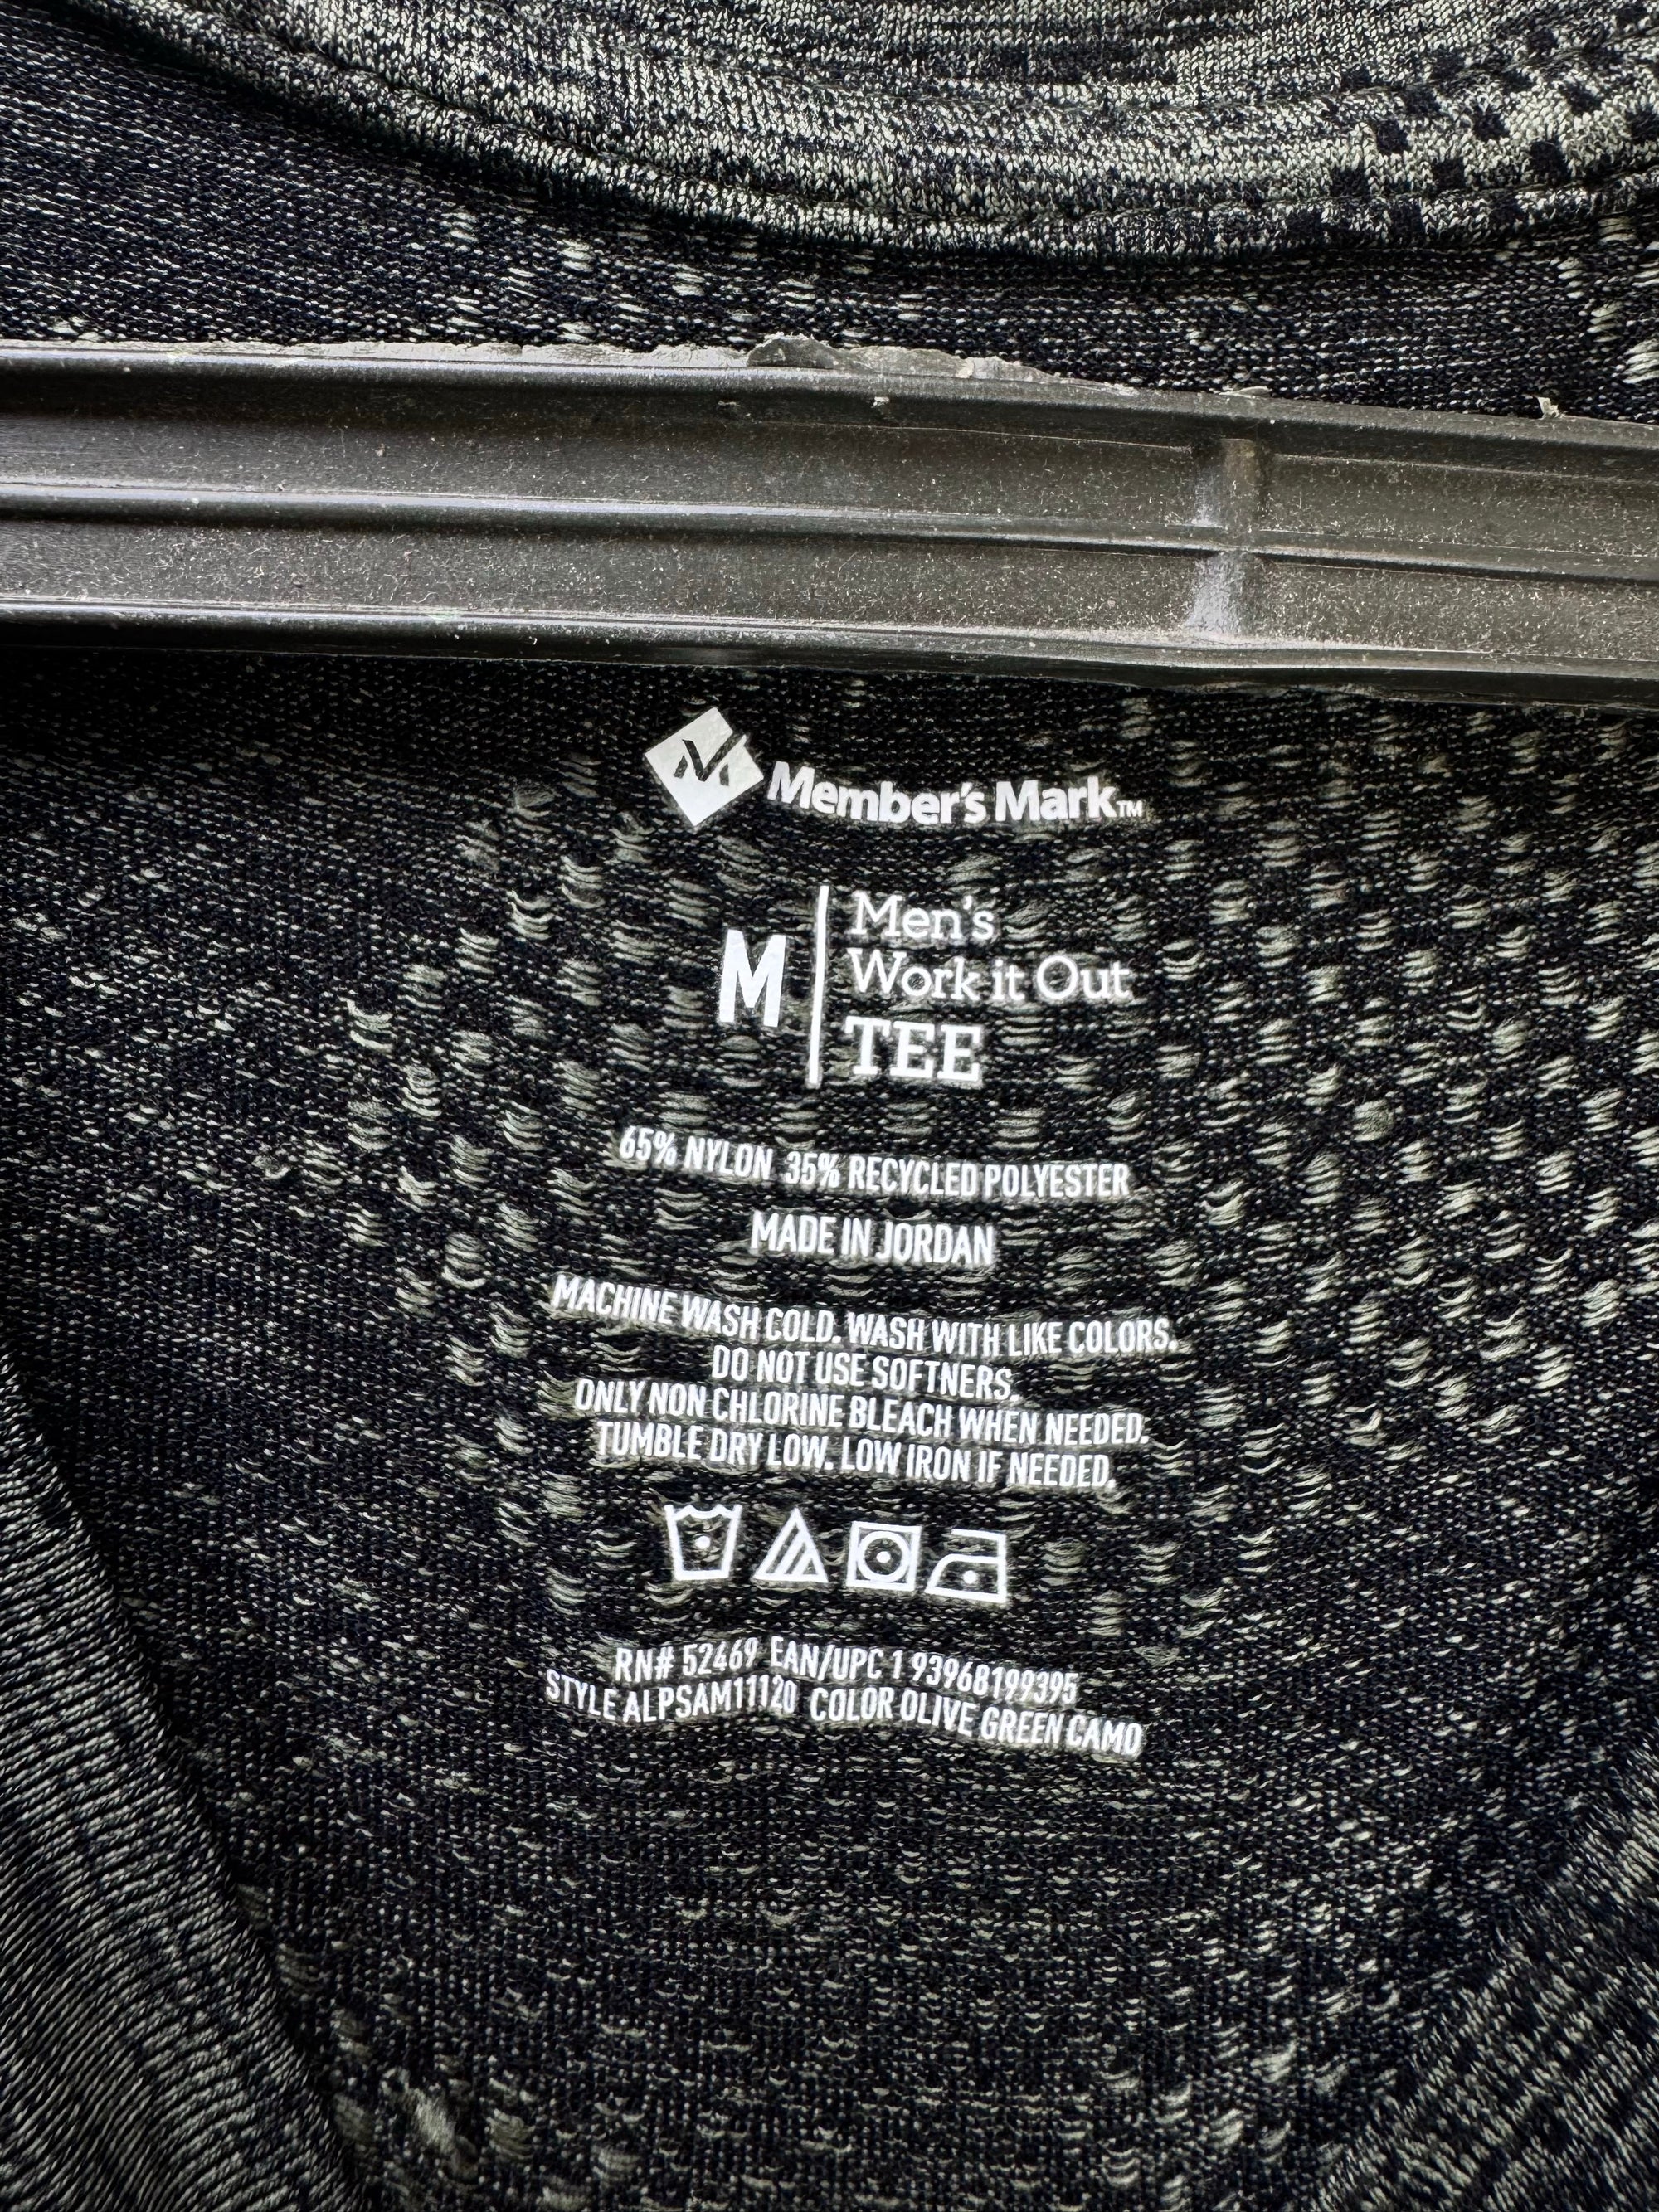 Member's Mark™
M
Men's
Work it Out
TEE
65% NYLON 35% RECYCLED POLYESTER
MADE IN JORDAN
MACHINE WASH COLD. WASH WITH LIKE COLORS.
DO NOT USE SOFTNERS.
ONLY NON CHLORINE BLEACH WHEN NEEDED.
TUMBLE DRY LOW. LOW IRON IF NEEDED.
RN# 52469 EAN/UPC 1 93968199395
STYLE ALPSAM11120 COLOR OLIVE GREEN CAMO